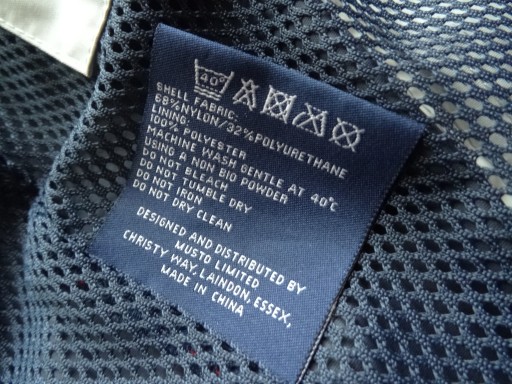 40°
SHELL FABRIC:
68%NYLON/32%POLYURETHANE
LINING:
100% POLYESTER
MACHINE WASH GENTLE AT 40℃
USING A NON BIO POWDER
DO NOT BLEACH
DO NOT TUMBLE DRY
DO NOT IRON
DO NOT DRY CLEAN
DESIGNED AND DISTRIBUTED BY
MUSTO LIMITED
CHRISTY WAY, LAINDON, ESSEX,
MADE IN CHINA